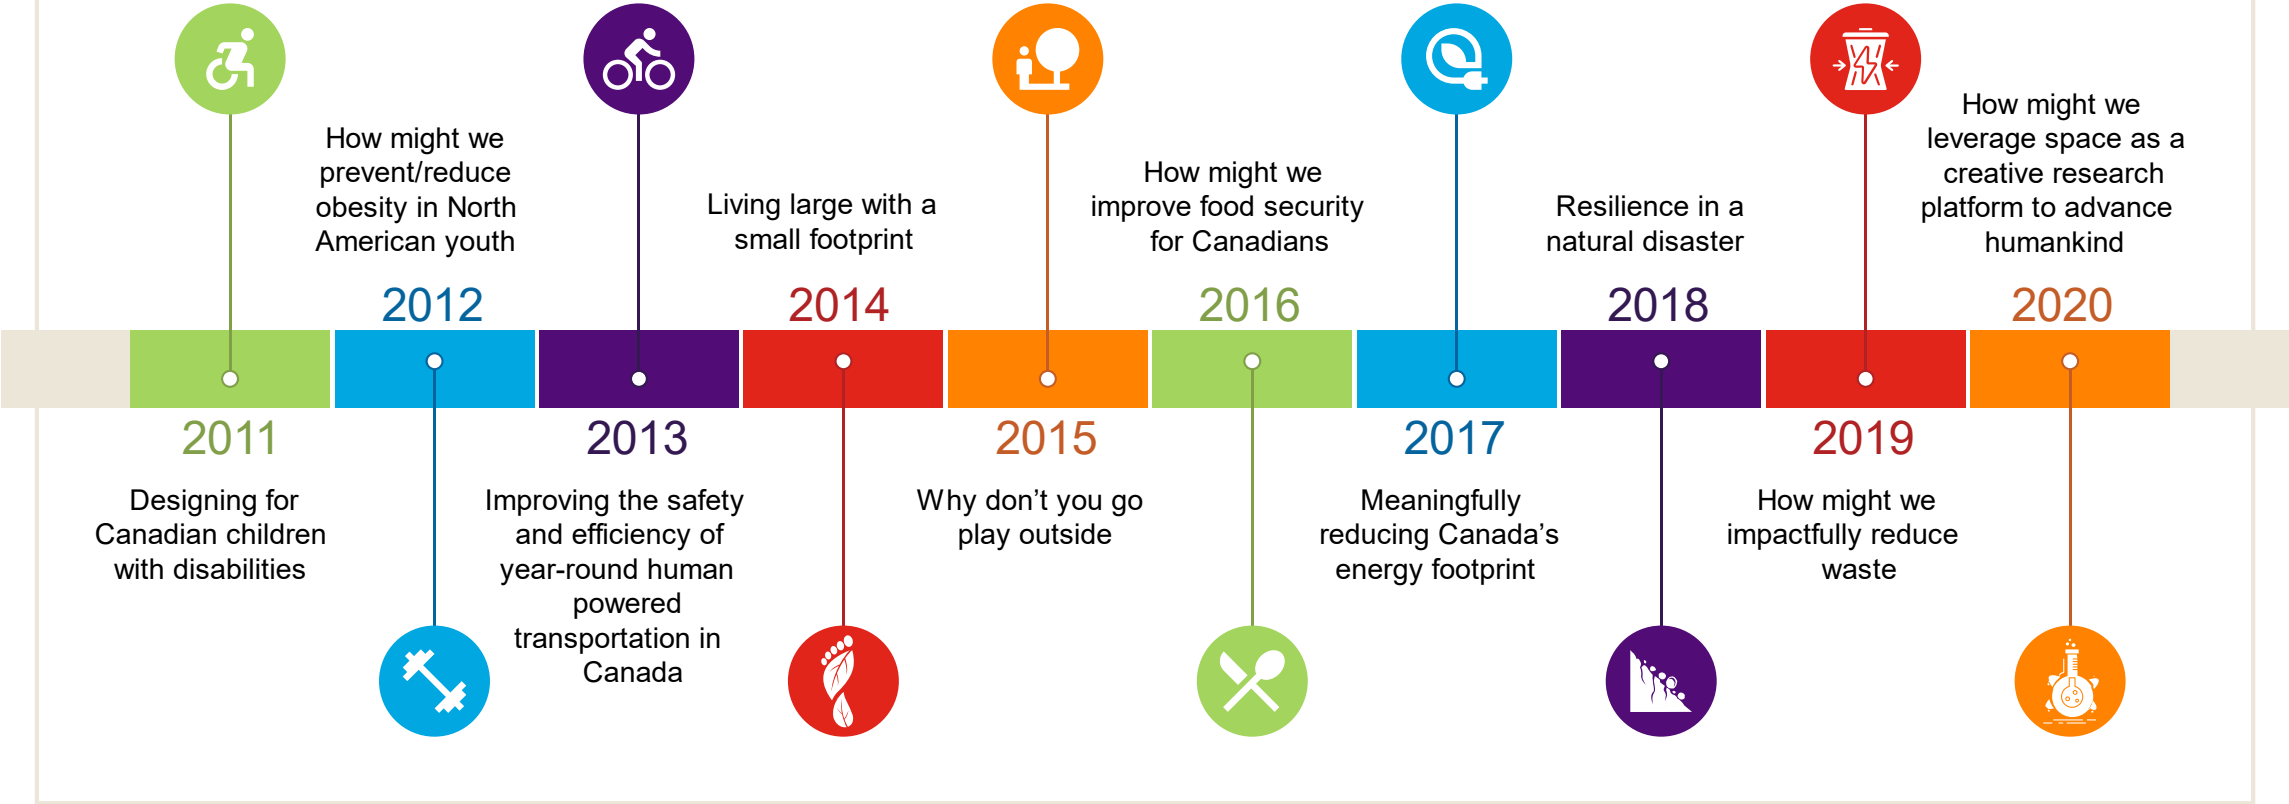 2011
Designing for
Canadian children
with disabilities
How might we
prevent/reduce
obesity in North
American youth
2012
2013
Improving the safety
and efficiency of
year-round human
powered
transportation in
Canada
Living large with a
small footprint
2014
2015
Why don’t you go
play outside
How might we
improve food security
for Canadians
2016
2017
Meaningfully
reducing Canada’s
energy footprint
Resilience in a
natural disaster
2018
2019
How might we
impactfully reduce
waste
How might we
leverage space as a
creative research
platform to advance
humankind
2020